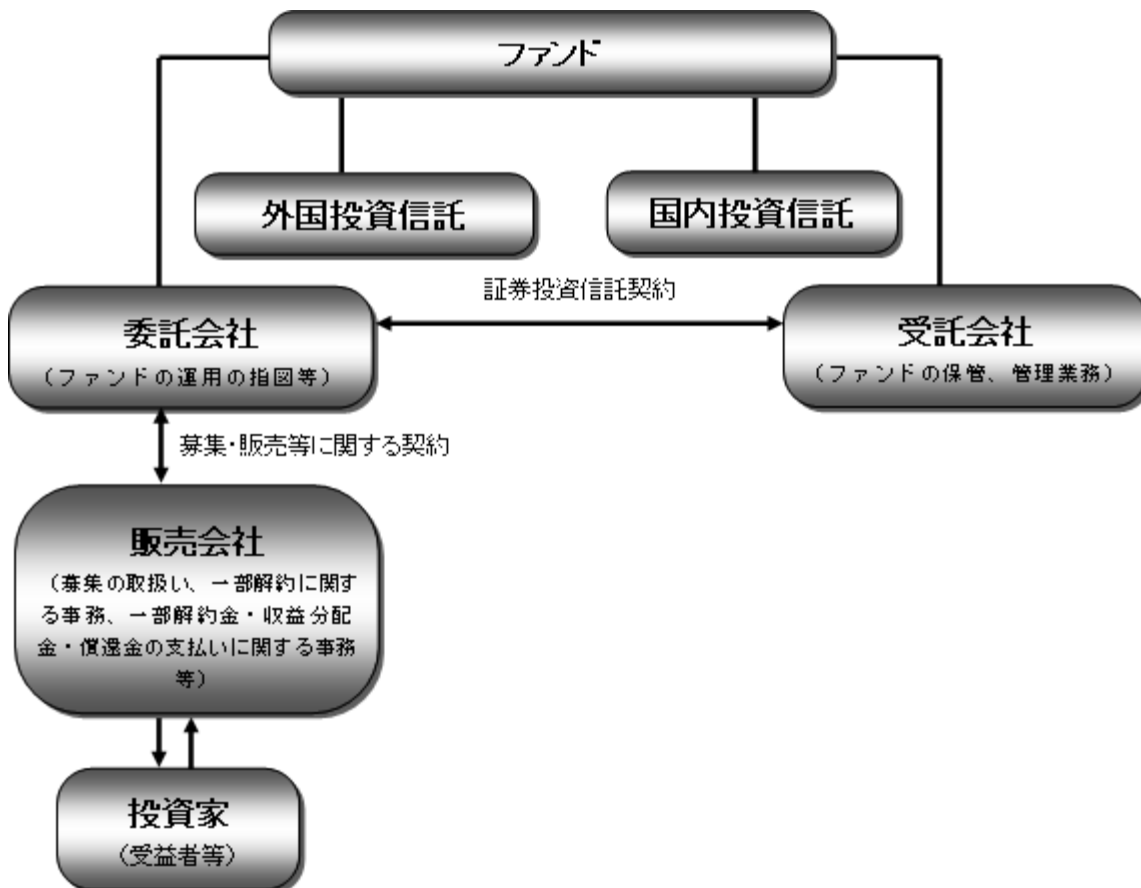 ファンド
外国投資信託
国内投資信託
証券投資信託契約
委託会社
（ファンドの運用の指図等）
受託会社
（ファンドの保管、管理業務）
募集・販売等に関する契約
販売会社
（募集の取扱い、一部解約に関す
る事務、一部解約金・収益分配
金・償還金の支払いに関する事務
等）
投資家
（受益者等）